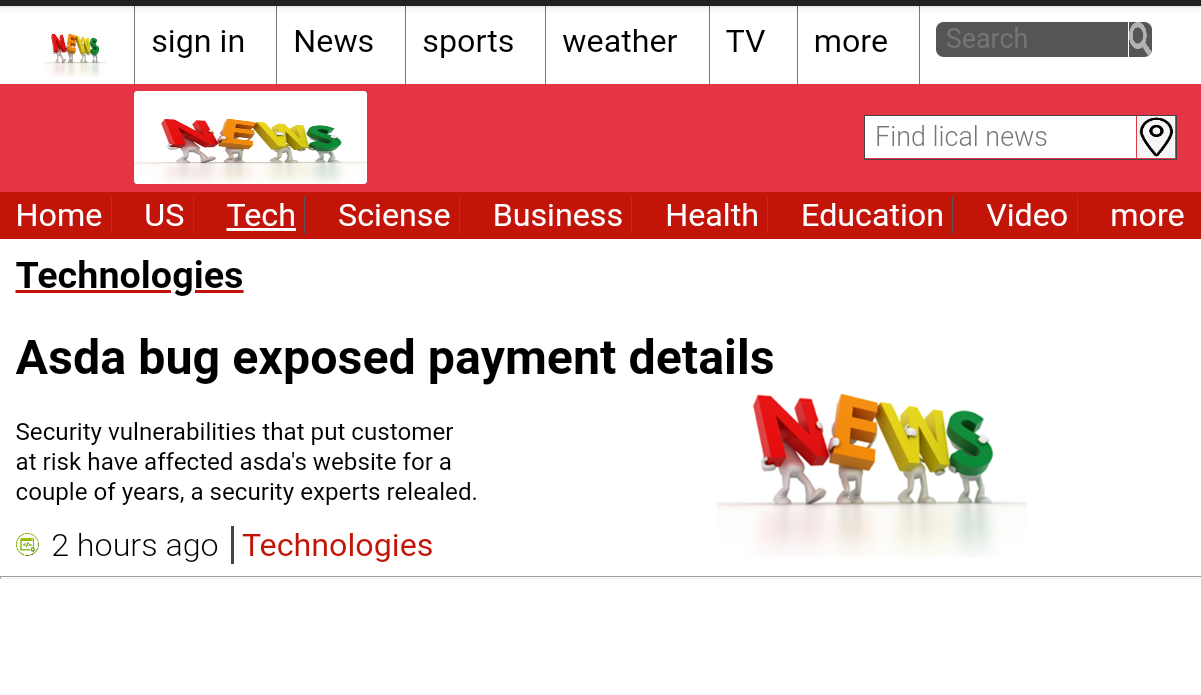 NEWS sign in News sports weather TV more Search
NEWS Find lical news
Home US Tech Sciense Business Health Education Video more
Technologies
Asda bug exposed payment details
NEWS
Security vulnerabilities that put customer
at risk have affected asda's website for a
couple of years, a security experts relealed.
2 hours ago Technologies